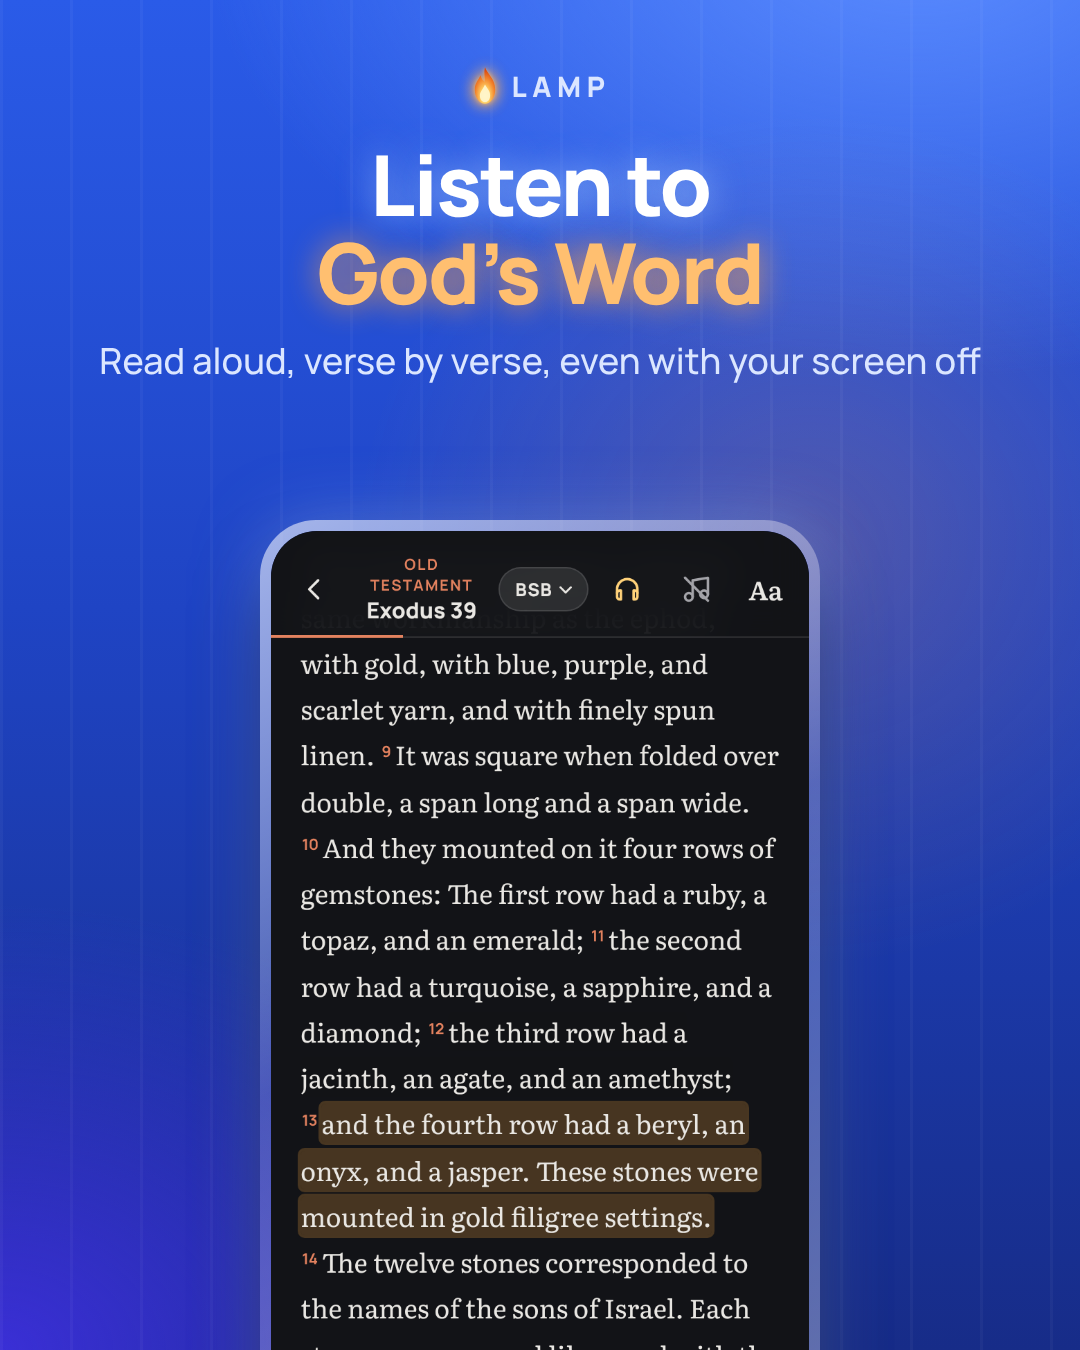 LAMP
Listen to
God’s Word
Read aloud, verse by verse, even with your screen off
OLD
TESTAMENT
Exodus 39
BSB
Aa
same workmanship as the ephod,
with gold, with blue, purple, and
scarlet yarn, and with finely spun
linen. 9 It was square when folded over
double, a span long and a span wide.
10 And they mounted on it four rows of
gemstones: The first row had a ruby, a
topaz, and an emerald; 11 the second
row had a turquoise, a sapphire, and a
diamond; 12 the third row had a
jacinth, an agate, and an amethyst;
13 and the fourth row had a beryl, an
onyx, and a jasper. These stones were
mounted in gold filigree settings.
14 The twelve stones corresponded to
the names of the sons of Israel. Each